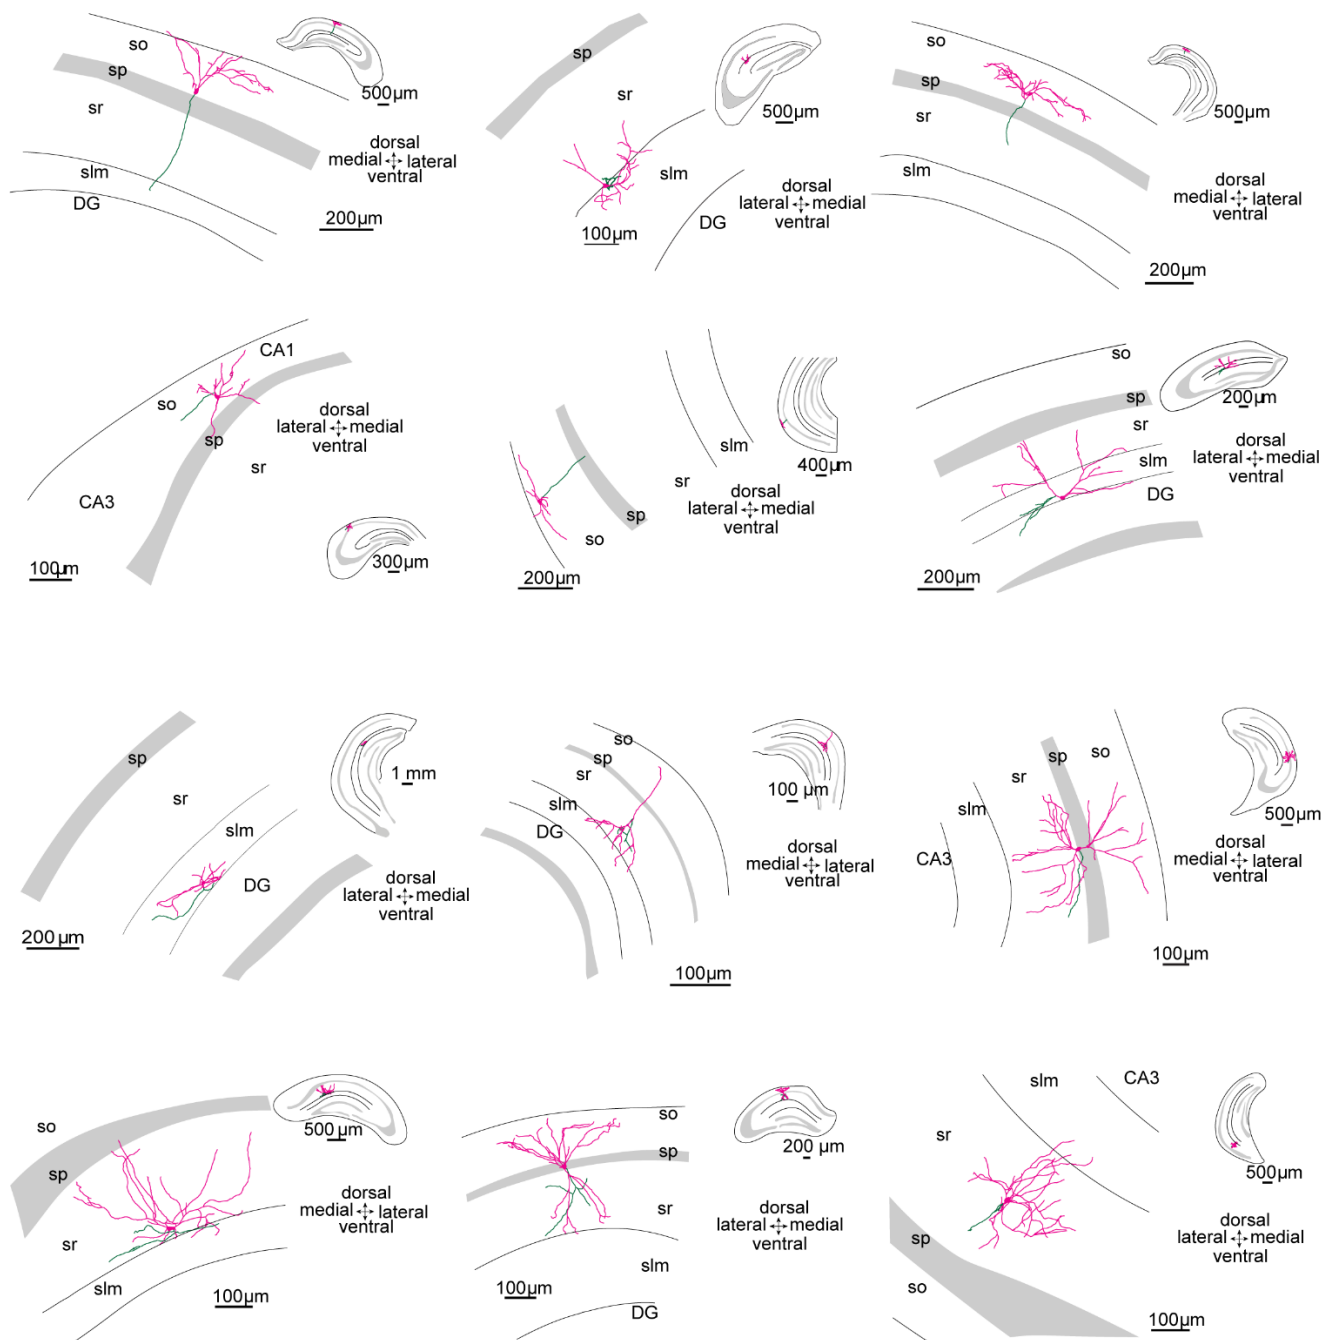 so
sp
sr
slm
DG
500µm
dorsal
medial lateral
ventral
200µm
sp
sr
slm
DG
500µm
dorsal
lateral medial
ventral
100µm
so
sp
sr
slm
500µm
dorsal
medial lateral
ventral
200µm
CA1
so
sp
sr
CA3
dorsal
lateral medial
ventral
300µm
100µm
slm
sr
sp
so
400µm
dorsal
lateral medial
ventral
200µm
so
sp
sr
slm
DG
200µm
dorsal
lateral medial
ventral
200µm
sp
sr
slm
DG
1 mm
dorsal
lateral medial
ventral
200µm
so
sp
sr
slm
DG
100 µm
dorsal
medial lateral
ventral
100µm
so
sp
sr
slm
CA3
500µm
dorsal
medial lateral
ventral
100µm
so
sp
sr
slm
500µm
dorsal
medial lateral
ventral
100µm
so
sp
sr
slm
DG
200 µm
dorsal
lateral medial
ventral
100µm
slm
CA3
sr
sp
so
500µm
dorsal
lateral medial
ventral
100µm